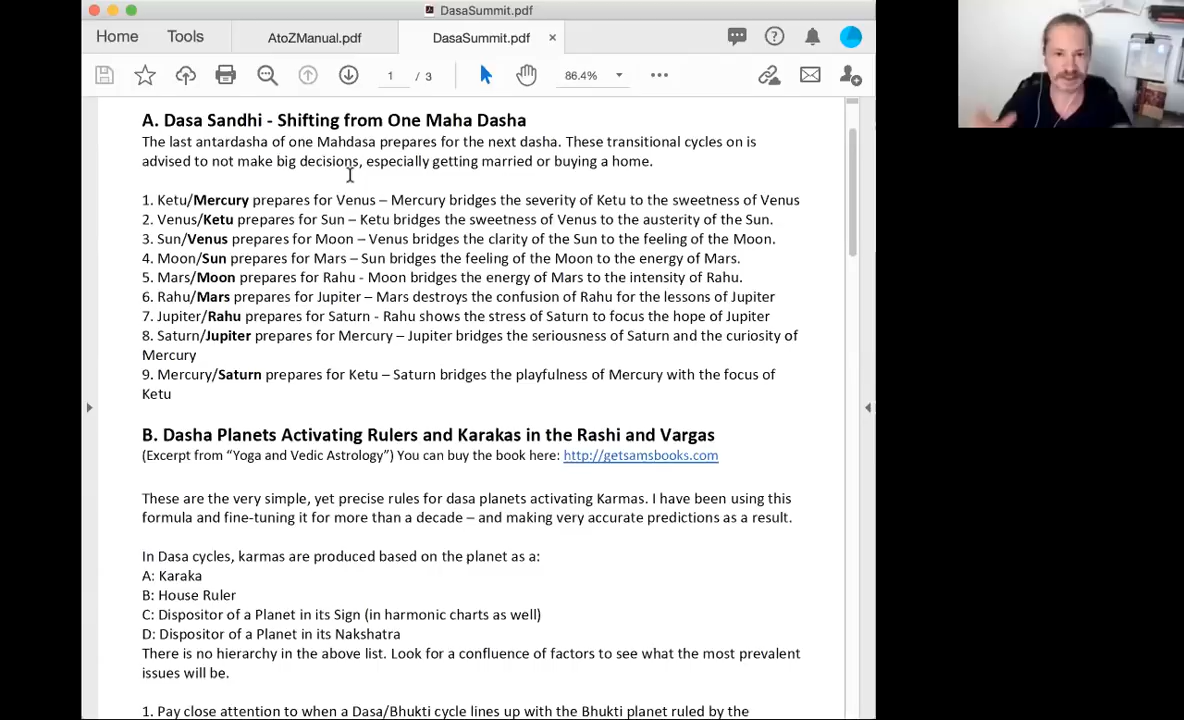 DasaSummit.pdf
Home
Tools
AtoZManual.pdf
DasaSummit.pdf
×
1 / 3
86.4%
A. Dasa Sandhi - Shifting from One Maha Dasha
The last antardasha of one Mahdasa prepares for the next dasha. These transitional cycles on is
advised to not make big decisions, especially getting married or buying a home.
1. Ketu/Mercury prepares for Venus – Mercury bridges the severity of Ketu to the sweetness of Venus
2. Venus/Ketu prepares for Sun – Ketu bridges the sweetness of Venus to the austerity of the Sun.
3. Sun/Venus prepares for Moon – Venus bridges the clarity of the Sun to the feeling of the Moon.
4. Moon/Sun prepares for Mars – Sun bridges the feeling of the Moon to the energy of Mars.
5. Mars/Moon prepares for Rahu - Moon bridges the energy of Mars to the intensity of Rahu.
6. Rahu/Mars prepares for Jupiter – Mars destroys the confusion of Rahu for the lessons of Jupiter
7. Jupiter/Rahu prepares for Saturn - Rahu shows the stress of Saturn to focus the hope of Jupiter
8. Saturn/Jupiter prepares for Mercury – Jupiter bridges the seriousness of Saturn and the curiosity of
Mercury
9. Mercury/Saturn prepares for Ketu – Saturn bridges the playfulness of Mercury with the focus of
Ketu
B. Dasha Planets Activating Rulers and Karakas in the Rashi and Vargas
(Excerpt from “Yoga and Vedic Astrology”) You can buy the book here: http://getsamsbooks.com
These are the very simple, yet precise rules for dasa planets activating Karmas. I have been using this
formula and fine-tuning it for more than a decade – and making very accurate predictions as a result.
In Dasa cycles, karmas are produced based on the planet as a:
A: Karaka
B: House Ruler
C: Dispositor of a Planet in its Sign (in harmonic charts as well)
D: Dispositor of a Planet in its Nakshatra
There is no hierarchy in the above list. Look for a confluence of factors to see what the most prevalent
issues will be.
1. Pay close attention to when a Dasa/Bhukti cycle lines up with the Bhukti planet ruled by the